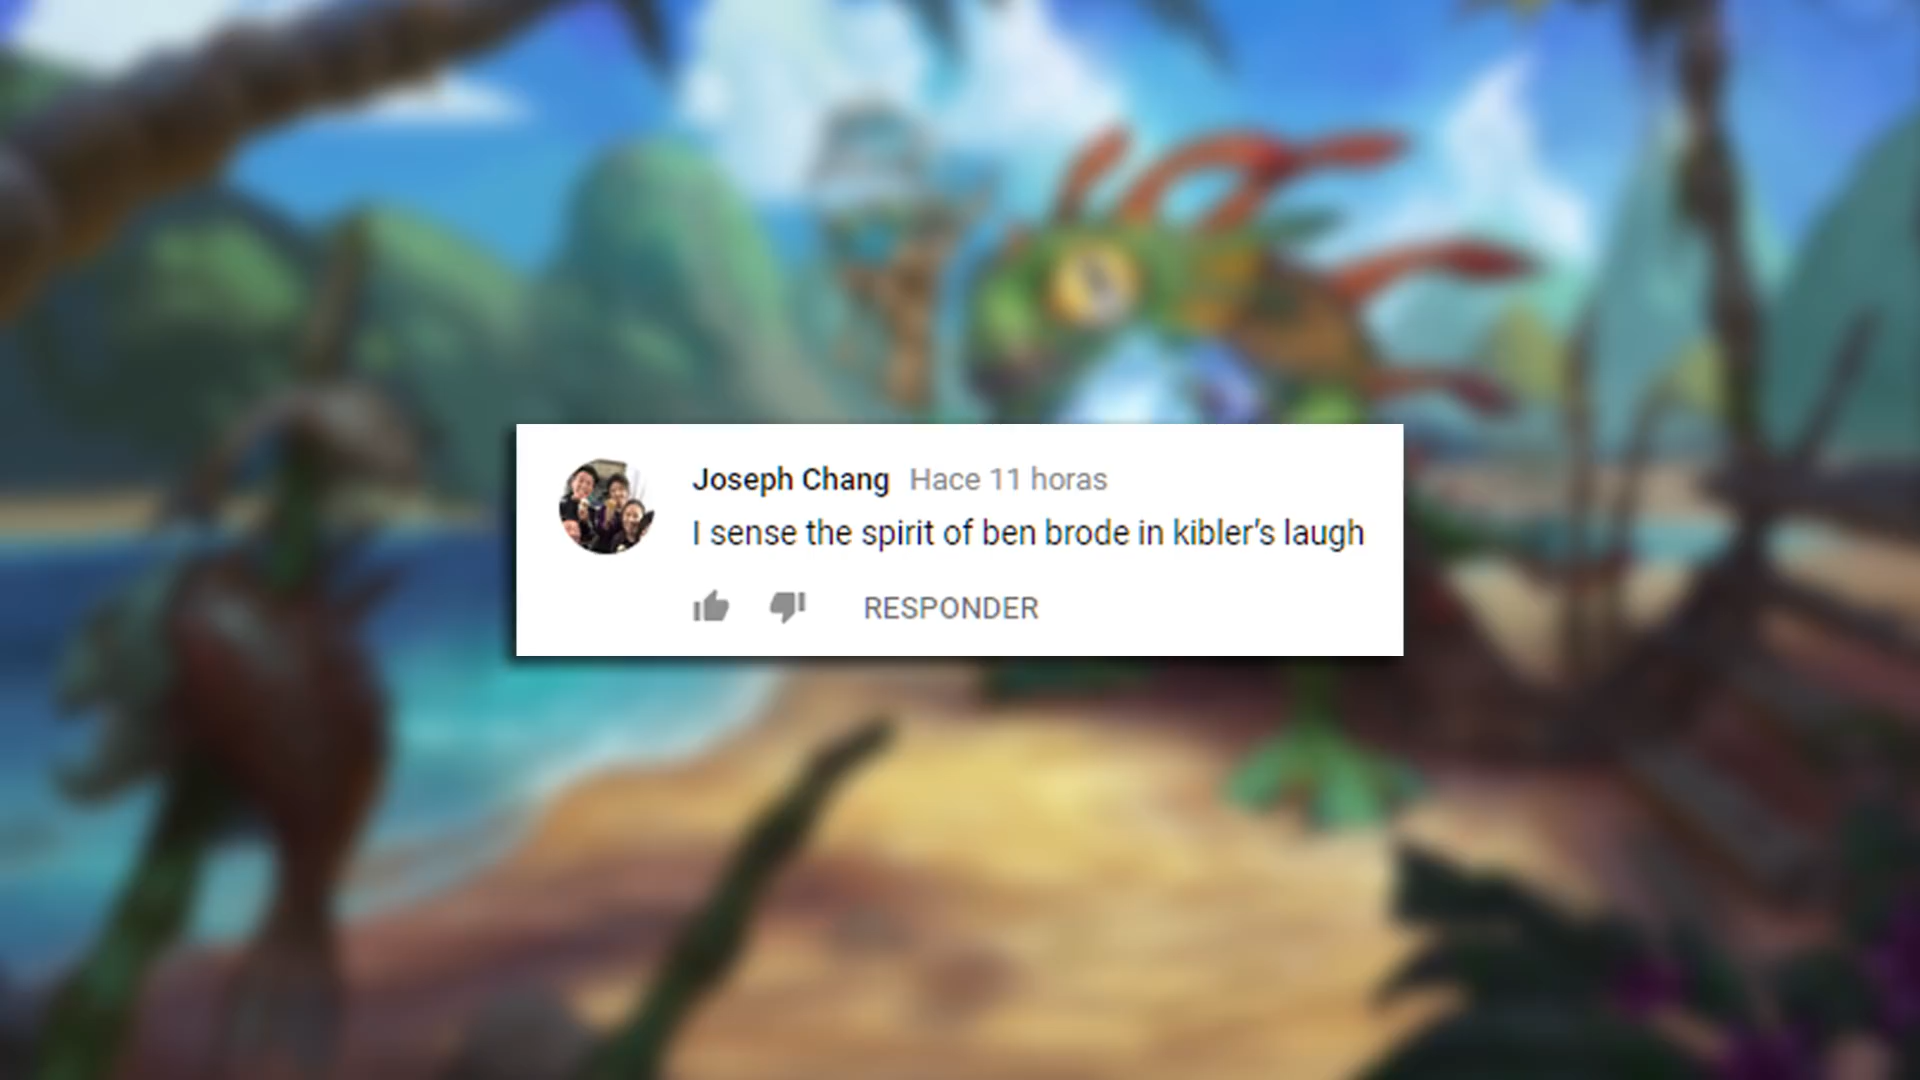 Joseph Chang Hace 11 horas
I sense the spirit of ben brode in kibler's laugh
RESPONDER